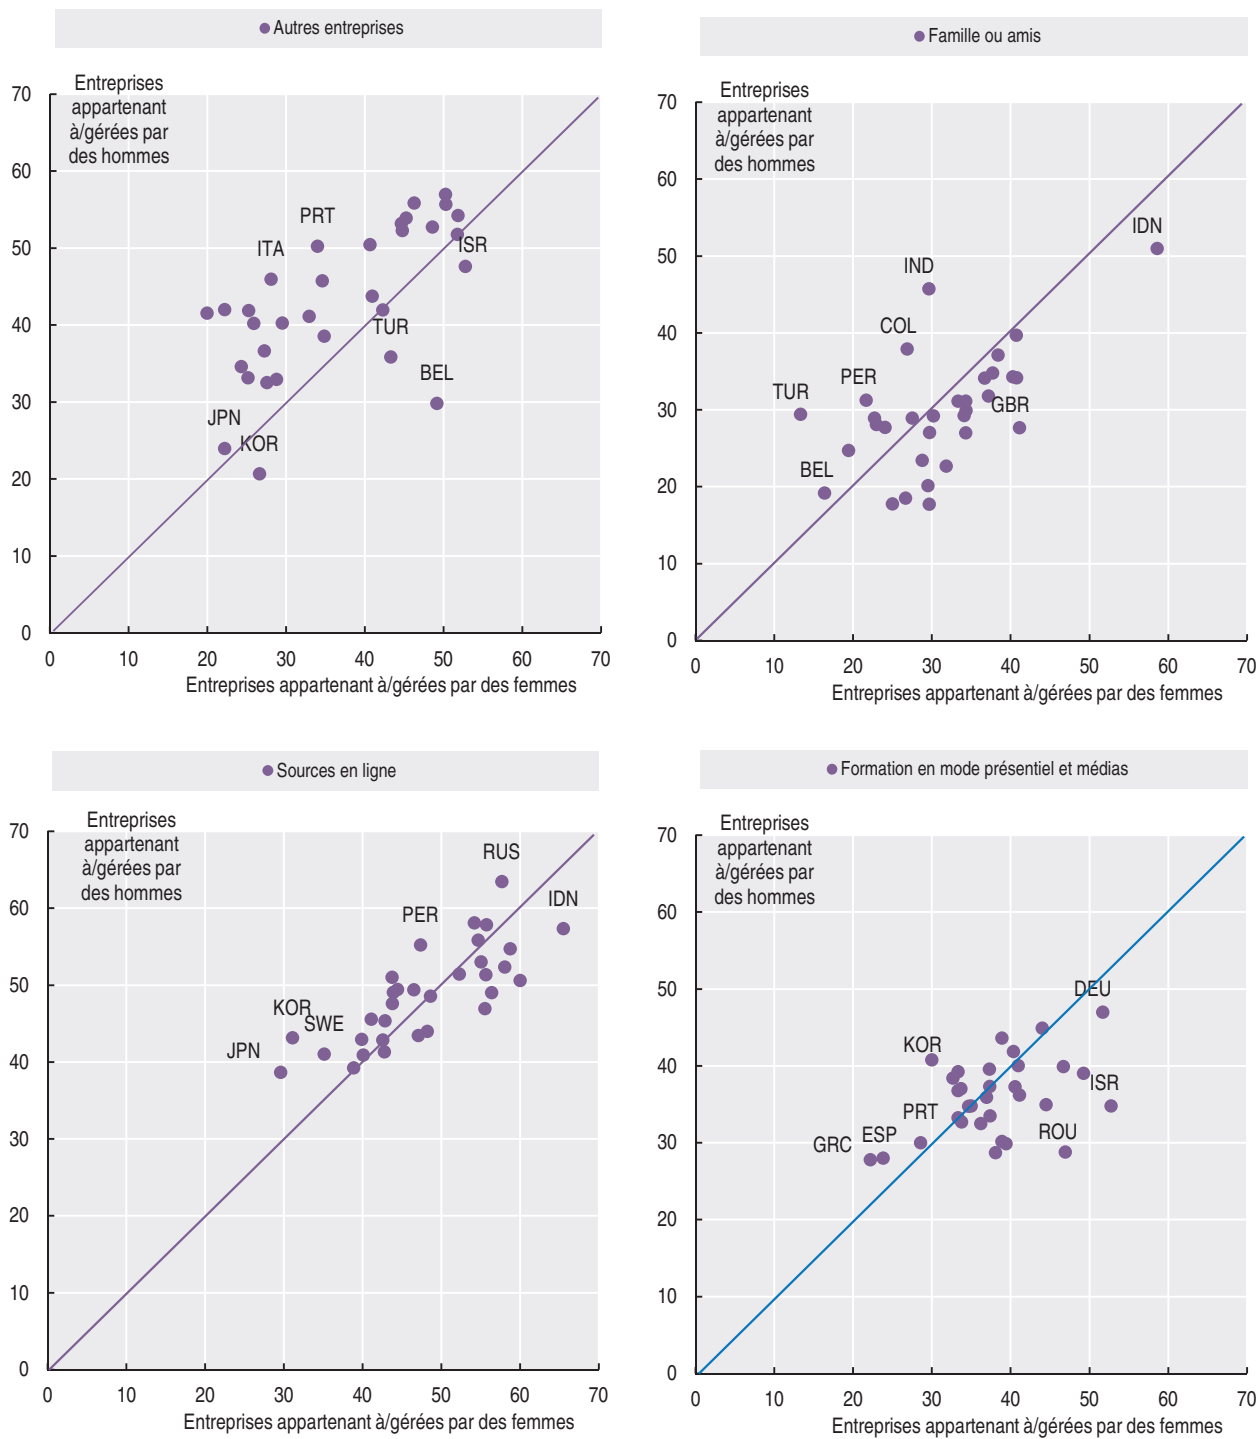 Autres entreprises
Entreprises
appartenant
à/gérées par
des hommes
70
60
50
40
30
20
10
0
PRT
ITA
ISR
TUR
BEL
JPN
KOR
0 10 20 30 40 50 60 70
Entreprises appartenant à/gérées par des femmes
Famille ou amis
Entreprises
appartenant
à/gérées par
des hommes
70
60
50
40
30
20
10
0
IDN
IND
COL
PER
TUR
GBR
BEL
0 10 20 30 40 50 60 70
Entreprises appartenant à/gérées par des femmes
Sources en ligne
Entreprises
appartenant
à/gérées par
des hommes
70
60
50
40
30
20
10
0
RUS
IDN
PER
KOR
SWE
JPN
0 10 20 30 40 50 60 70
Entreprises appartenant à/gérées par des femmes
Formation en mode présentiel et médias
Entreprises
appartenant
à/gérées par
des hommes
70
60
50
40
30
20
10
0
DEU
KOR
ISR
PRT
ROU
GRC
ESP
0 10 20 30 40 50 60 70
Entreprises appartenant à/gérées par des femmes